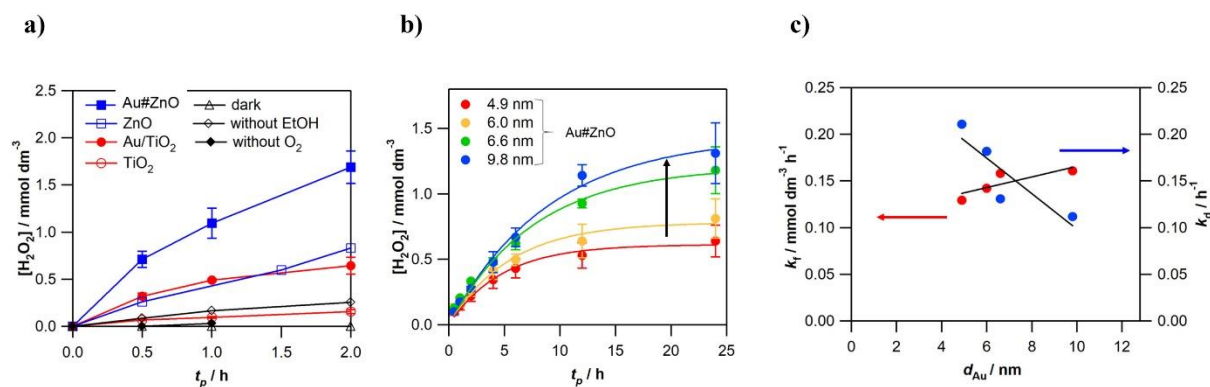 a)
[H₂O₂] / mmol dm⁻³
2.5
2.0
1.5
1.0
0.5
0.0
Au#ZnO
ZnO
Au/TiO₂
TiO₂
dark
without EtOH
without O₂
0.0 0.5 1.0 1.5 2.0
tₚ / h
b)
[H₂O₂] / mmol dm⁻³
1.5
1.0
0.5
0.0
4.9 nm
6.0 nm
6.6 nm
9.8 nm
Au#ZnO
0 5 10 15 20 25
tₚ / h
c)
k_f / mmol dm⁻³ h⁻¹
0.25
0.20
0.15
0.10
0.05
0.00
0 2 4 6 8 10 12
d_Au / nm
0.25
0.20
0.15
0.10
0.05
0.00
k_d / h⁻¹